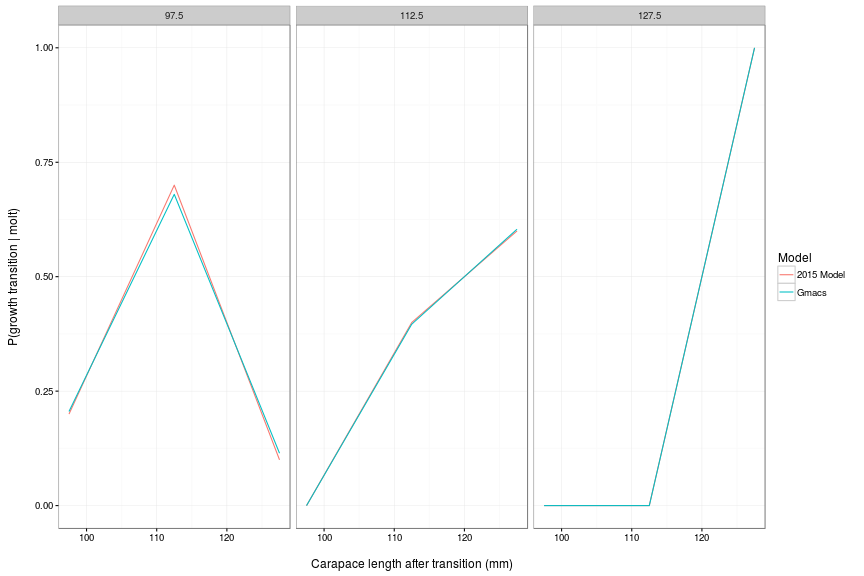 97.5 112.5 127.5
P(growth transition | molt)
1.00
0.75
0.50
0.25
0.00
100 110 120 100 110 120 100 110 120
Carapace length after transition (mm)
Model
2015 Model
Gmacs